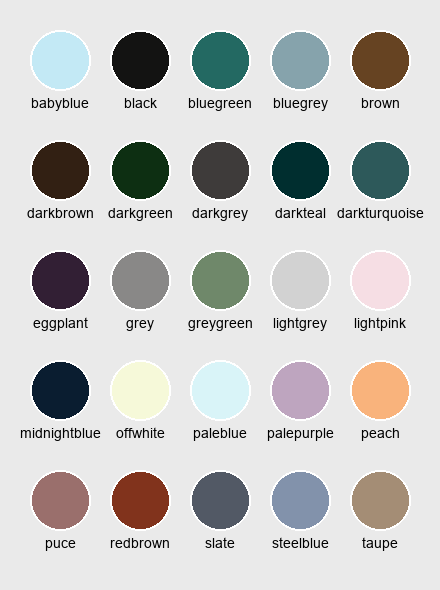 babyblue black bluegreen bluegrey brown
darkbrown darkgreen darkgrey darkteal darkturquoise
eggplant grey greygreen lightgrey lightpink
midnightblue offwhite paleblue palepurple peach
puce redbrown slate steelblue taupe